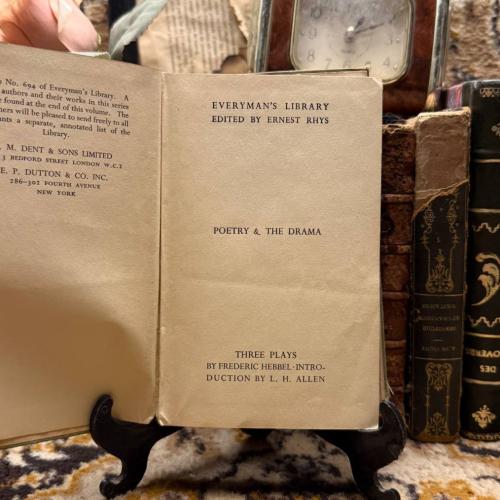 No. 694 of Everyman's Library. A
authors and their works in this series
found at the end of this volume. The
will be pleased to send freely to all
a separate, annotated list of the
Library.
M. DENT & SONS LIMITED
3 BEDFORD STREET LONDON W.C.2
E. P. DUTTON & CO. INC.
286–302 FOURTH AVENUE
NEW YORK
EVERYMAN'S LIBRARY
EDITED BY ERNEST RHYS
POETRY & THE DRAMA
THREE PLAYS
BY FREDERIC HEBBEL · INTRO-
DUCTION BY L. H. ALLEN
DES